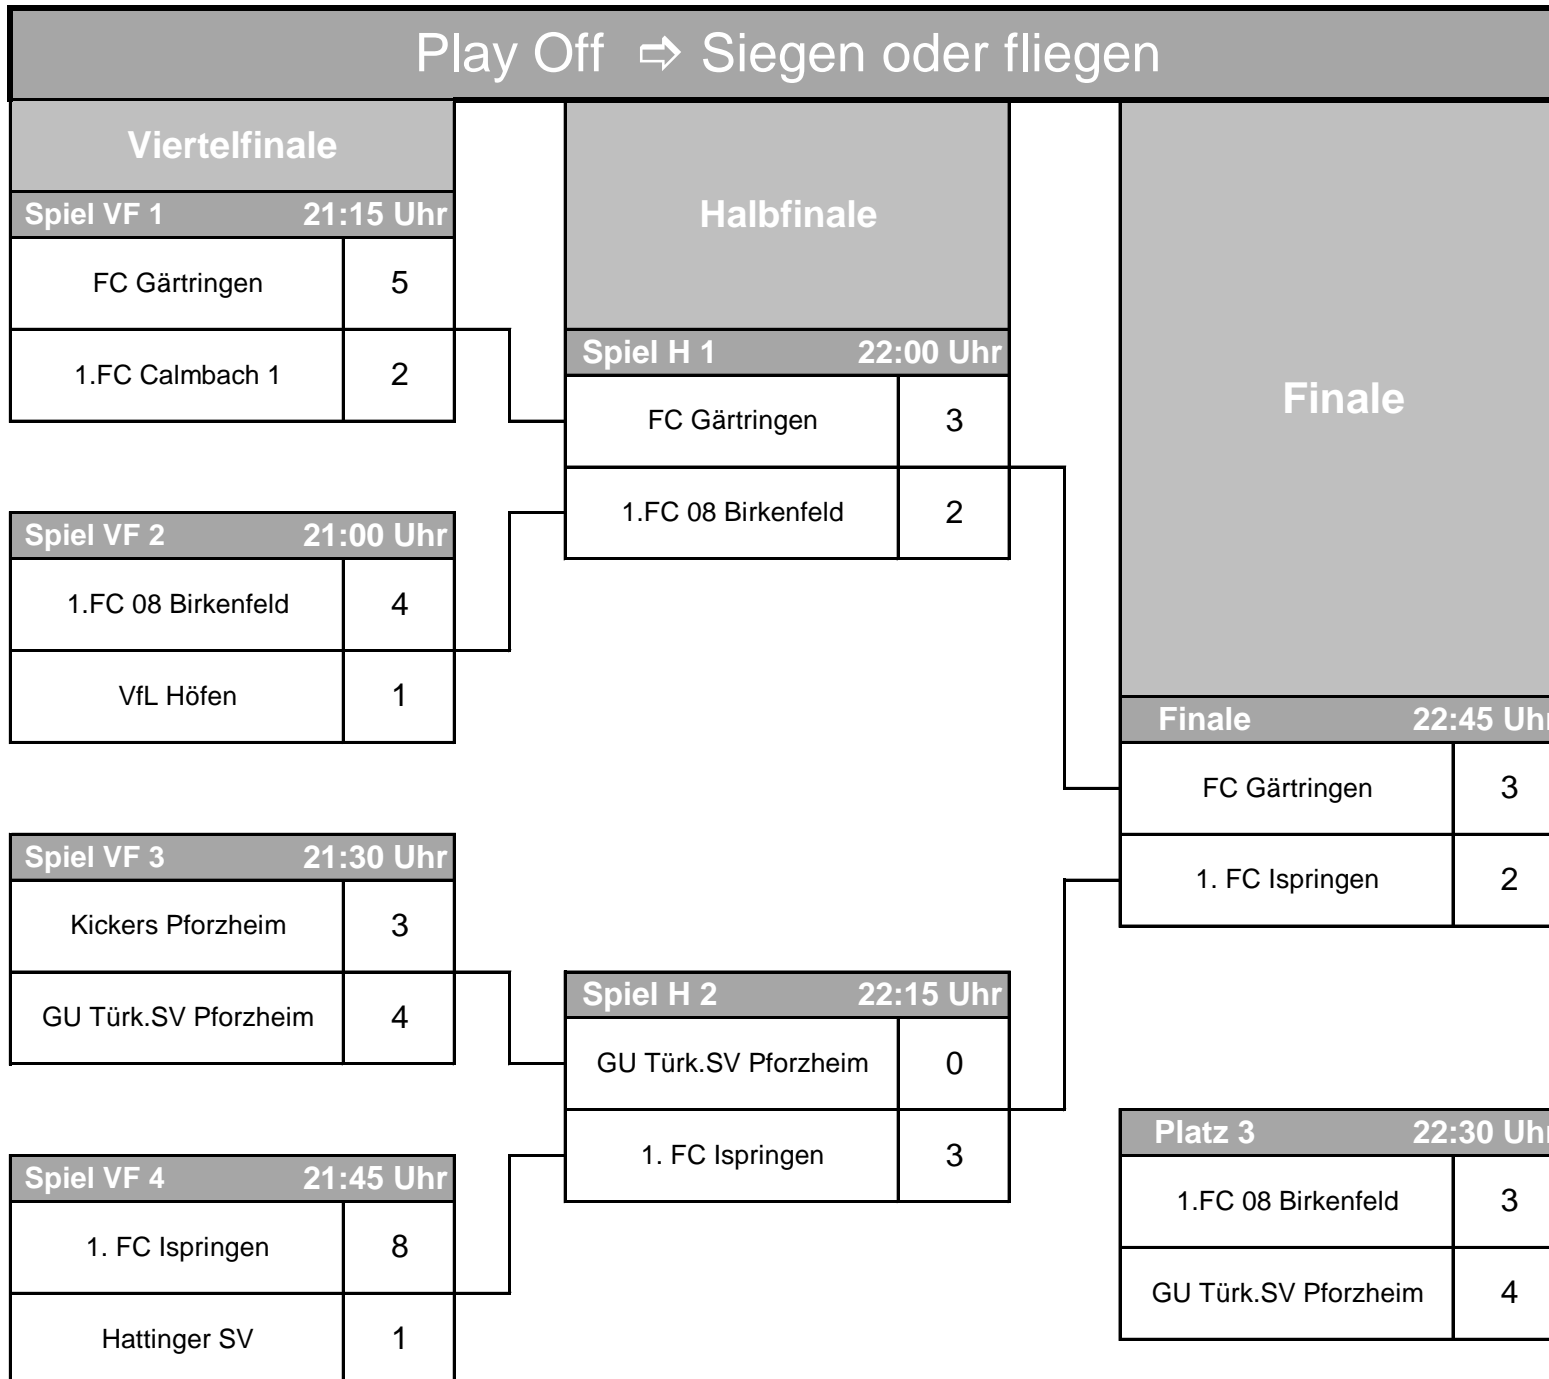 Play Off ⇨ Siegen oder fliegen
Viertelfinale
Spiel VF 1 21:15 Uhr
FC Gärtringen 5
1.FC Calmbach 1 2
Spiel VF 2 21:00 Uhr
1.FC 08 Birkenfeld 4
VfL Höfen 1
Spiel VF 3 21:30 Uhr
Kickers Pforzheim 3
GU Türk.SV Pforzheim 4
Spiel VF 4 21:45 Uhr
1. FC Ispringen 8
Hattinger SV 1
Halbfinale
Spiel H 1 22:00 Uhr
FC Gärtringen 3
1.FC 08 Birkenfeld 2
Spiel H 2 22:15 Uhr
GU Türk.SV Pforzheim 0
1. FC Ispringen 3
Finale
Finale 22:45 Uhr
FC Gärtringen 3
1. FC Ispringen 2
Platz 3 22:30 Uhr
1.FC 08 Birkenfeld 3
GU Türk.SV Pforzheim 4